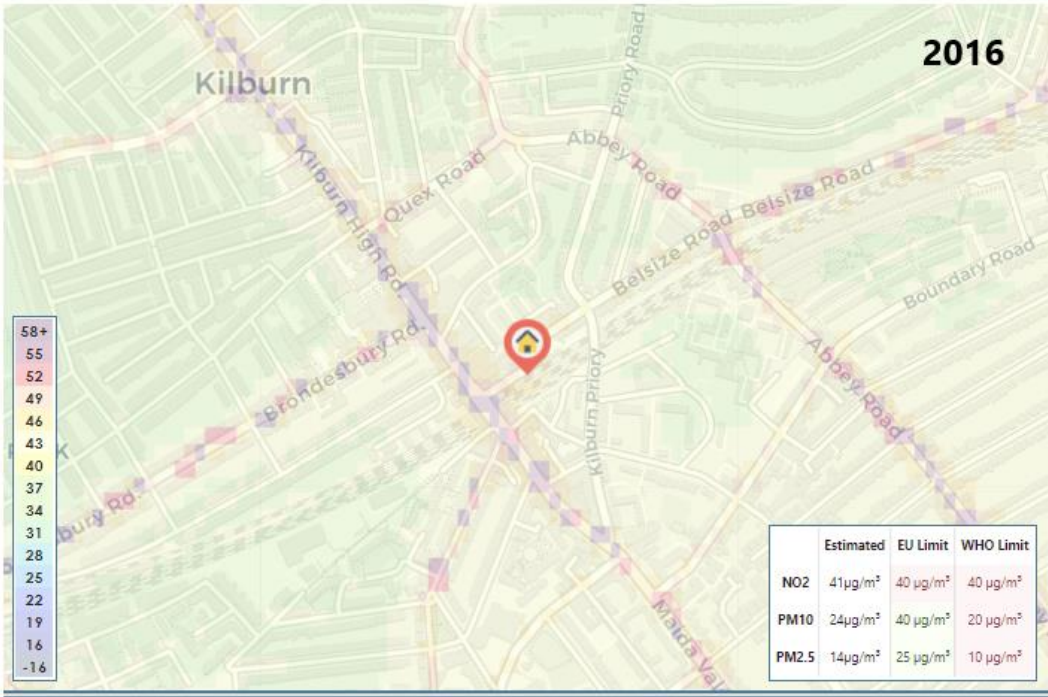 2016
Kilburn
Priory Road
Abbey Road
Quex Road
Kilburn High Rd.
Belsize Road
Belsize Road
Boundary Road
Brondesbury Rd.
Kilburn Priory
Abbey Road
bury Rd.
Maida Vale
58+
55
52
49
46
43
40
37
34
31
28
25
22
19
16
-16
Estimated EU Limit WHO Limit
NO2 41µg/m³ 40 µg/m³ 40 µg/m³
PM10 24µg/m³ 40 µg/m³ 20 µg/m³
PM2.5 14µg/m³ 25 µg/m³ 10 µg/m³